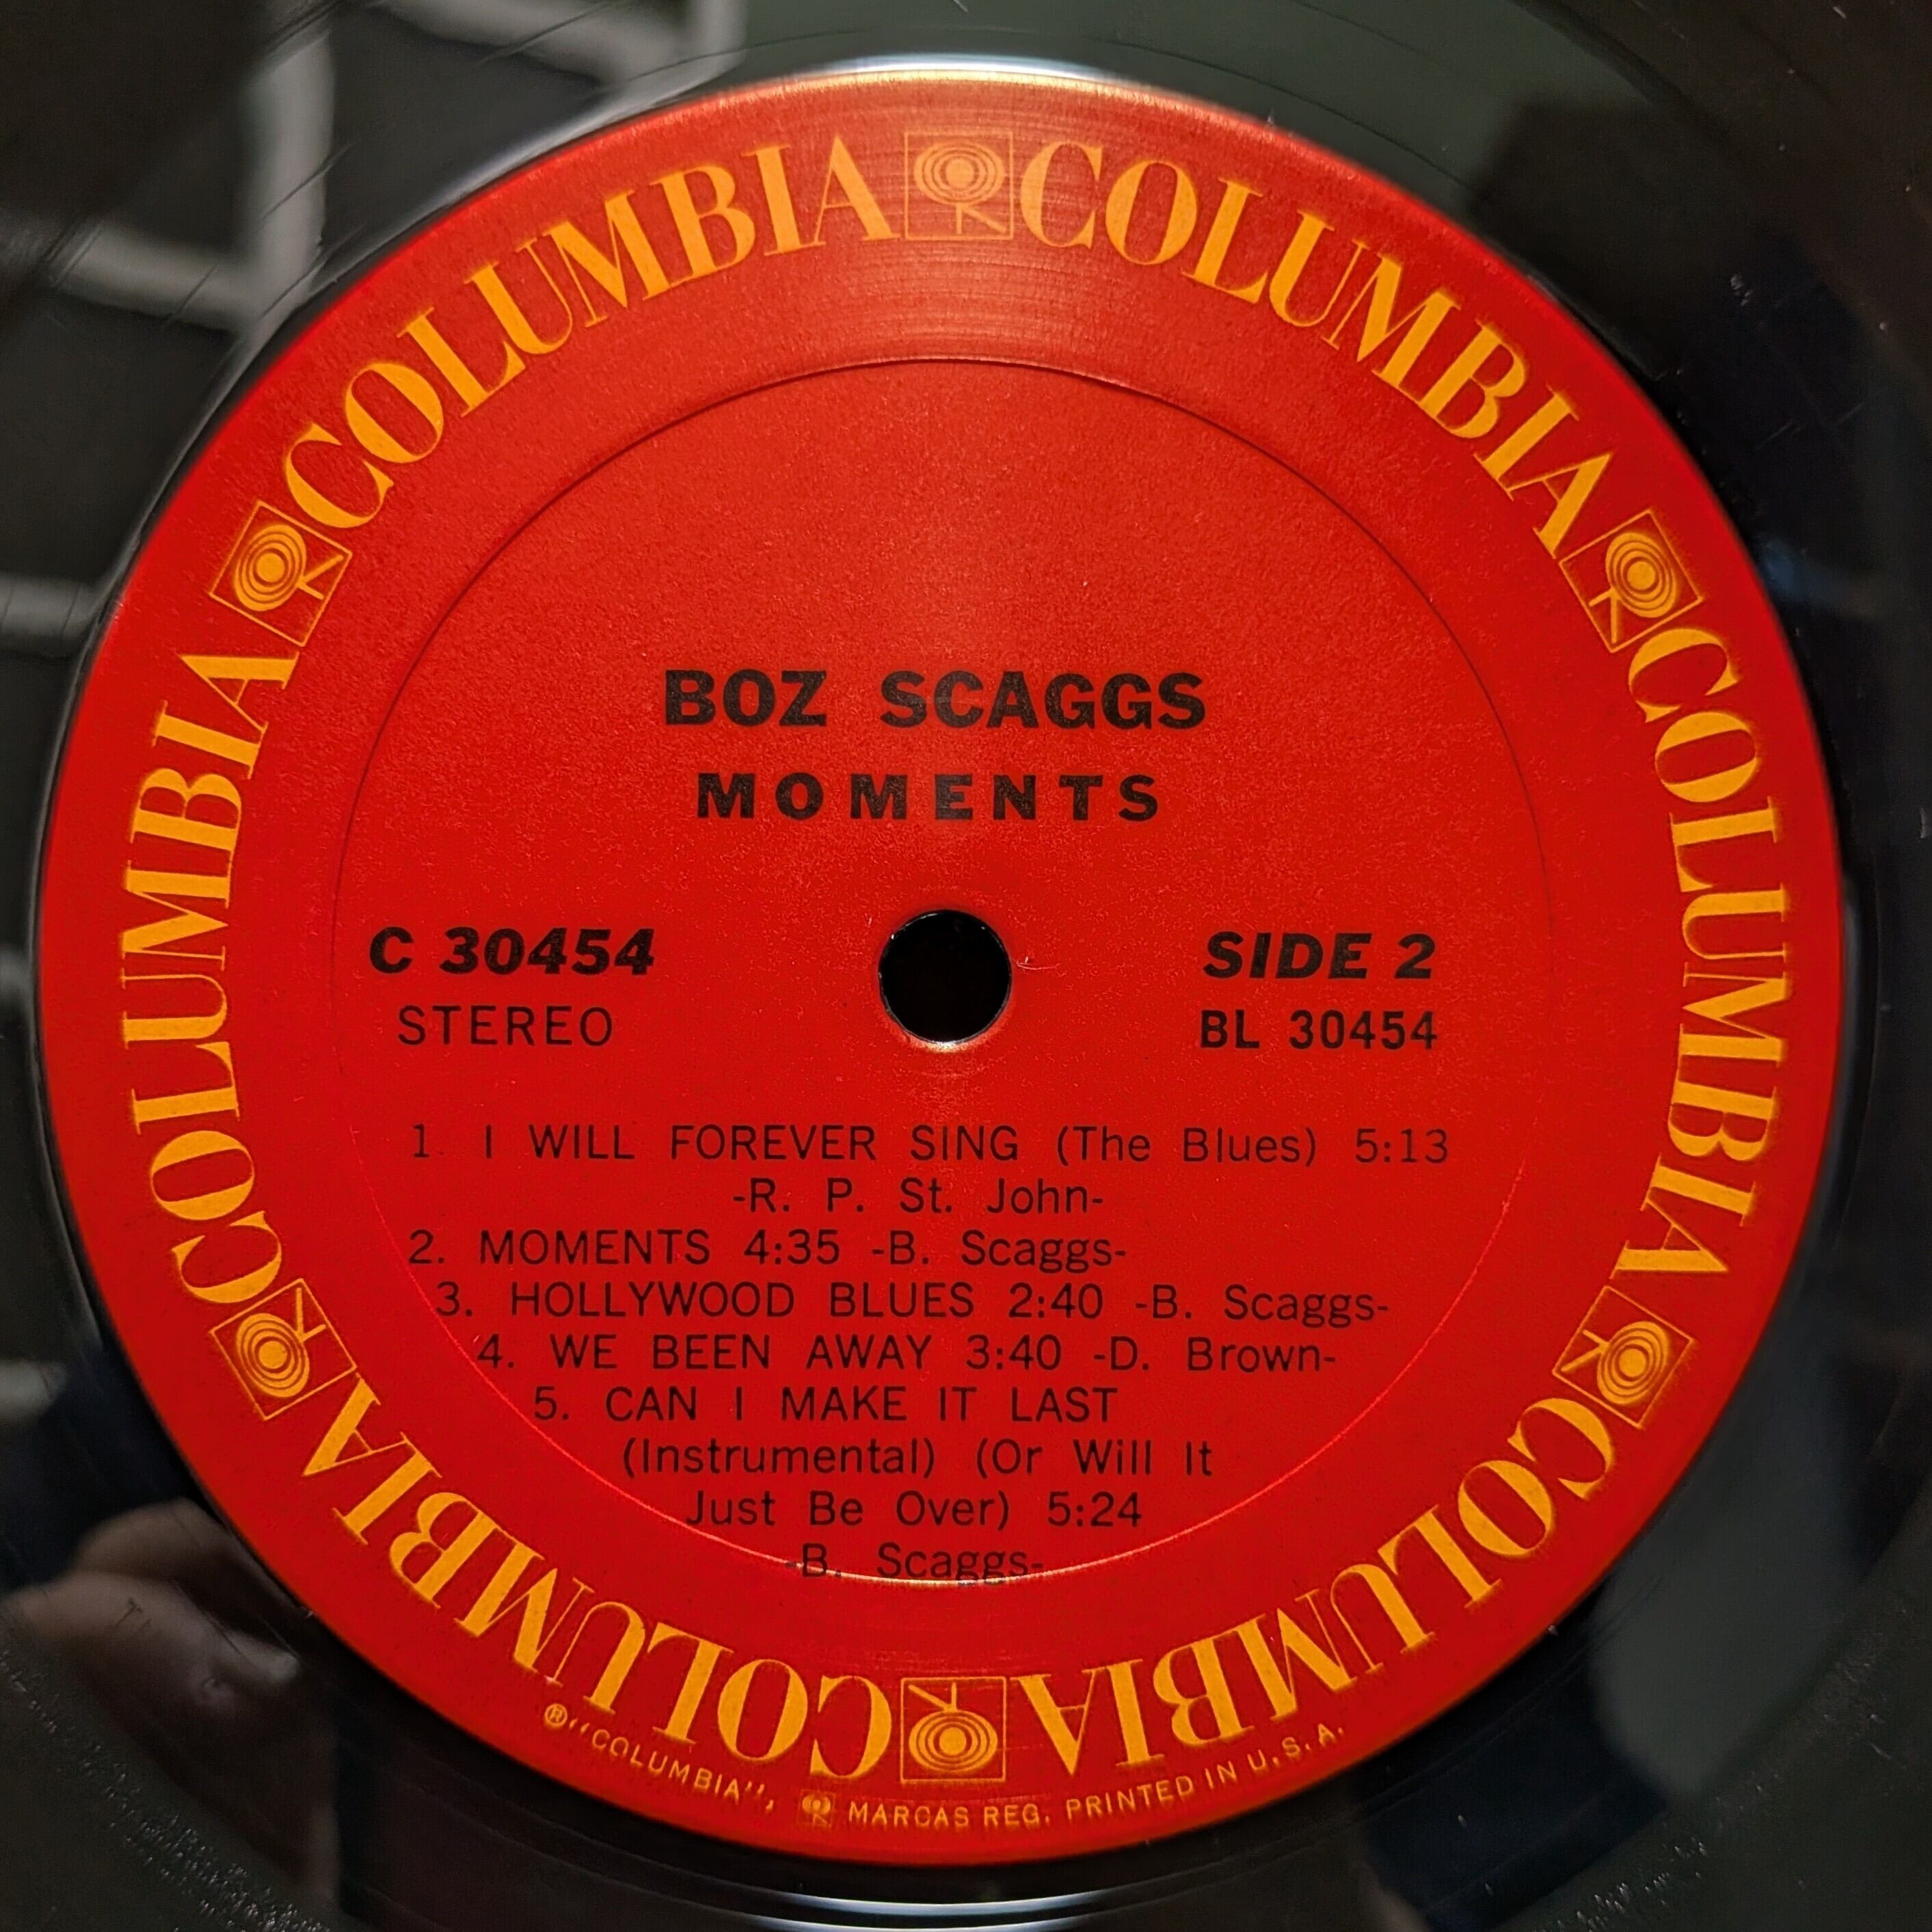 COLUMBIA COLUMBIA COLUMBIA COLUMBIA COLUMBIA COLUMBIA
BOZ SCAGGS
MOMENTS
C 30454
STEREO
SIDE 2
BL 30454
1. I WILL FOREVER SING (The Blues) 5:13
-R. P. St. John-
2. MOMENTS 4:35 -B. Scaggs-
3. HOLLYWOOD BLUES 2:40 -B. Scaggs-
4. WE BEEN AWAY 3:40 -D. Brown-
5. CAN I MAKE IT LAST
(Instrumental) (Or Will It
Just Be Over) 5:24
-B. Scaggs-
®"COLUMBIA", MARCAS REG. PRINTED IN U.S.A.